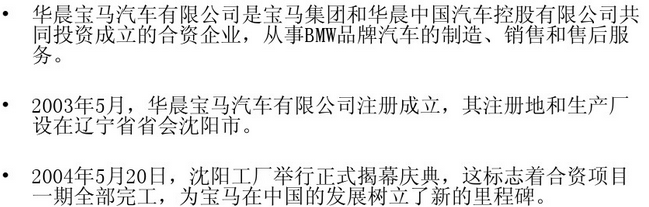 • 华晨宝马汽车有限公司是宝马集团和华晨中国汽车控股有限公司共
同投资成立的合资企业，从事BMW品牌汽车的制造、销售和售后服
务。
• 2003年5月，华晨宝马汽车有限公司注册成立，其注册地和生产厂
设在辽宁省省会沈阳市。
• 2004年5月20日，沈阳工厂举行正式揭幕庆典，这标志着合资项目
一期全部完工，为宝马在中国的发展树立了新的里程碑。